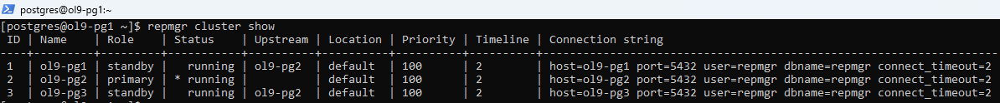 postgres@ol9-pg1:~
[postgres@ol9-pg1 ~]$ repmgr cluster show
 ID | Name    | Role    | Status    | Upstream | Location | Priority | Timeline | Connection string
----+---------+---------+-----------+----------+----------+----------+----------+-----------------------------------------------------------------
 1  | ol9-pg1 | standby |   running | ol9-pg2  | default  | 100      | 2        | host=ol9-pg1 port=5432 user=repmgr dbname=repmgr connect_timeout=2
 2  | ol9-pg2 | primary | * running |          | default  | 100      | 2        | host=ol9-pg2 port=5432 user=repmgr dbname=repmgr connect_timeout=2
 3  | ol9-pg3 | standby |   running | ol9-pg2  | default  | 100      | 2        | host=ol9-pg3 port=5432 user=repmgr dbname=repmgr connect_timeout=2